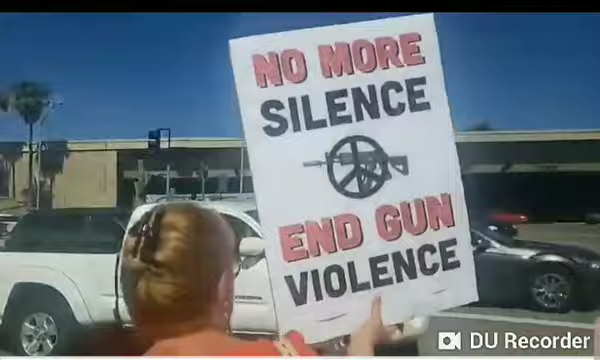 NO MORE
SILENCE
END GUN
VIOLENCE
DU Recorder